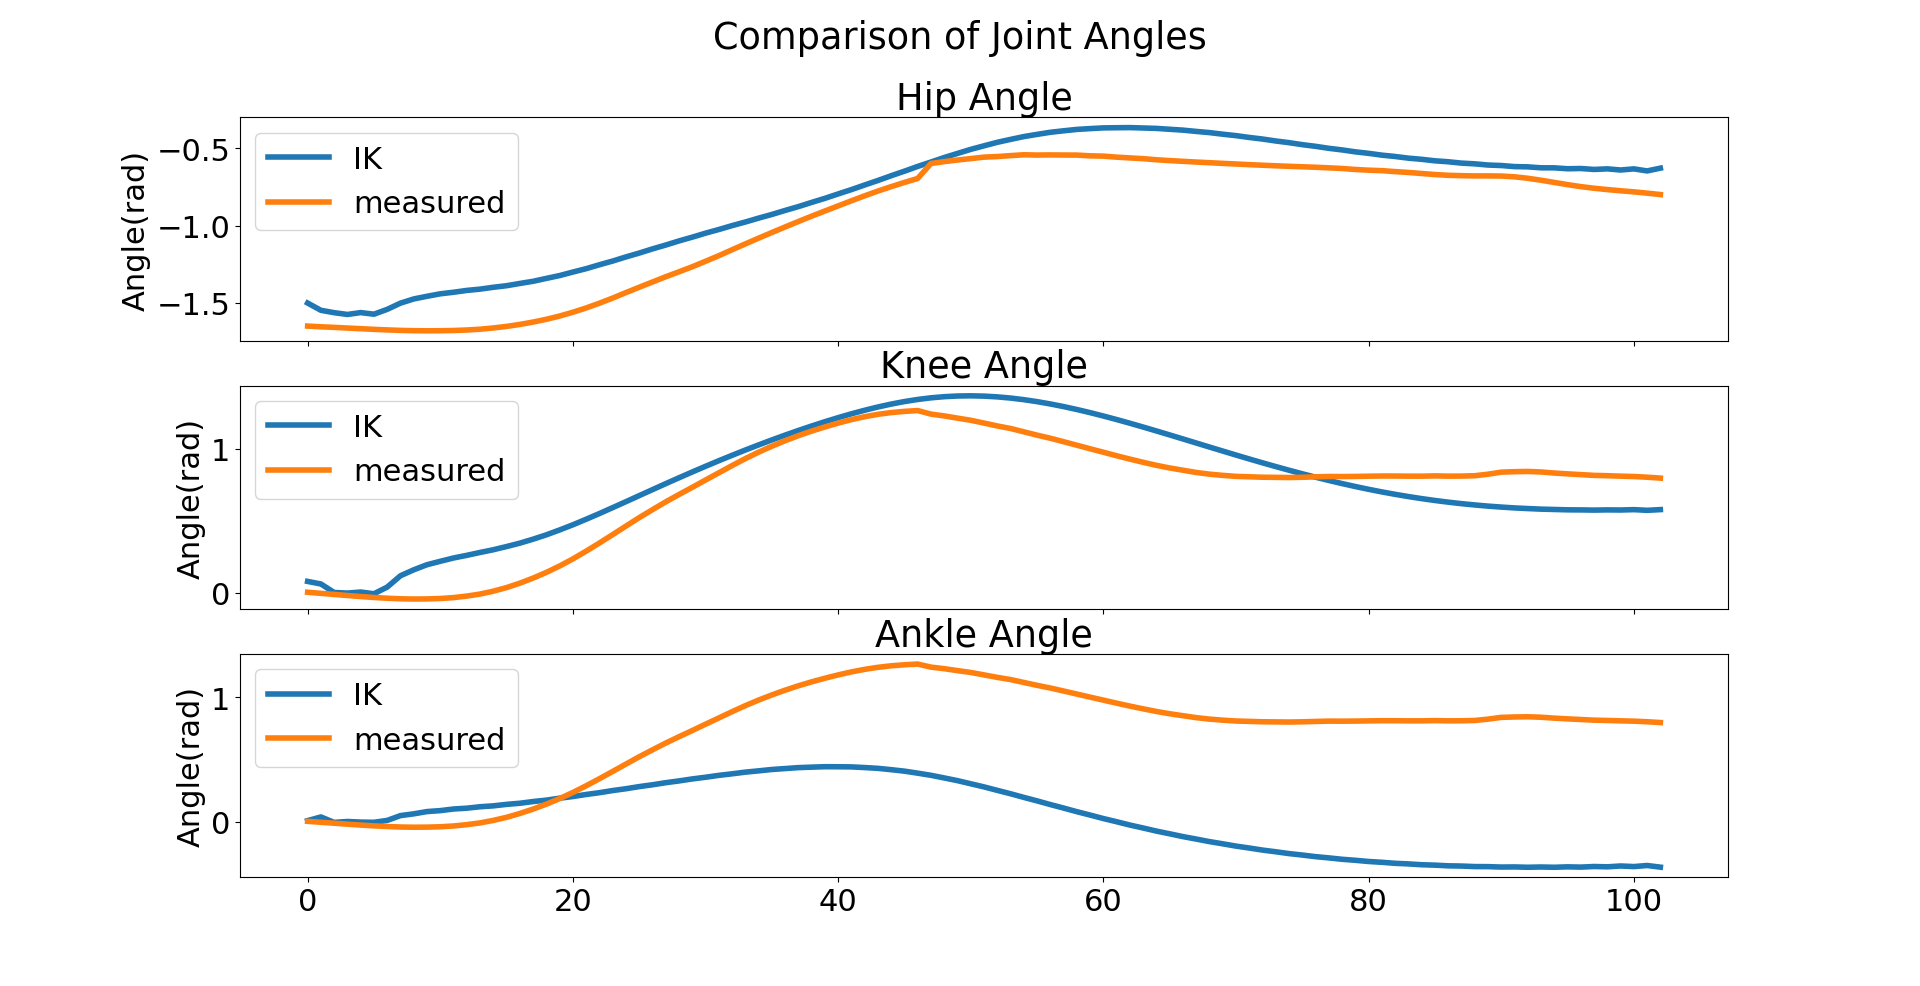 Comparison of Joint Angles
Hip Angle
Angle(rad)
−0.5
−1.0
−1.5
IK
measured
Knee Angle
Angle(rad)
1
0
IK
measured
Ankle Angle
Angle(rad)
1
0
IK
measured
0 20 40 60 80 100